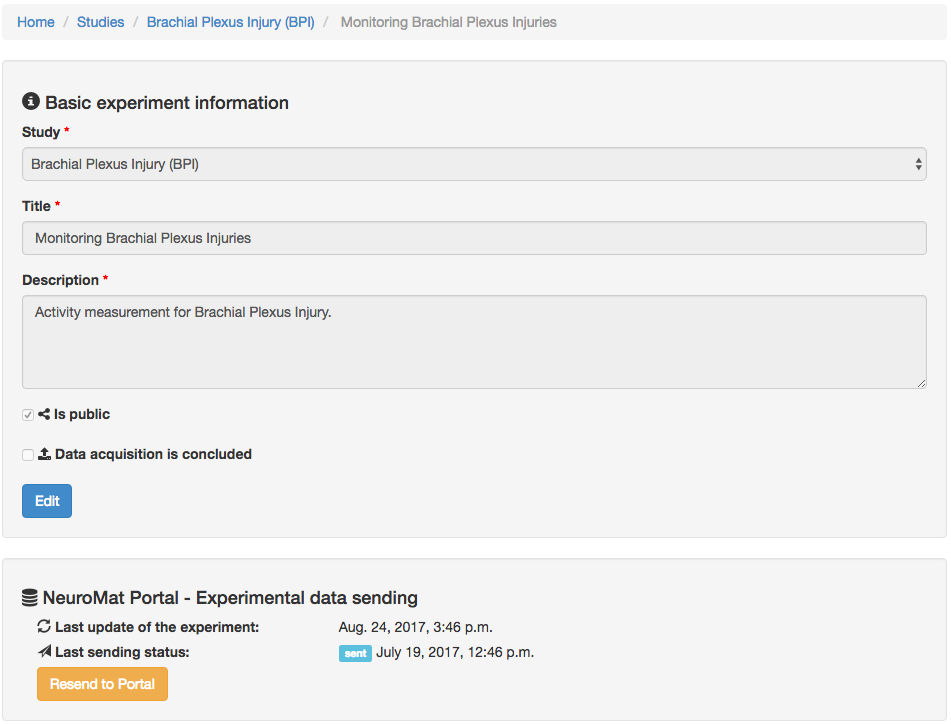 Home / Studies / Brachial Plexus Injury (BPI) / Monitoring Brachial Plexus Injuries
Basic experiment information
Study *
Brachial Plexus Injury (BPI)
Title *
Monitoring Brachial Plexus Injuries
Description *
Activity measurement for Brachial Plexus Injury.
Is public
Data acquisition is concluded
Edit
NeuroMat Portal - Experimental data sending
Last update of the experiment: Aug. 24, 2017, 3:46 p.m.
Last sending status: sent July 19, 2017, 12:46 p.m.
Resend to Portal